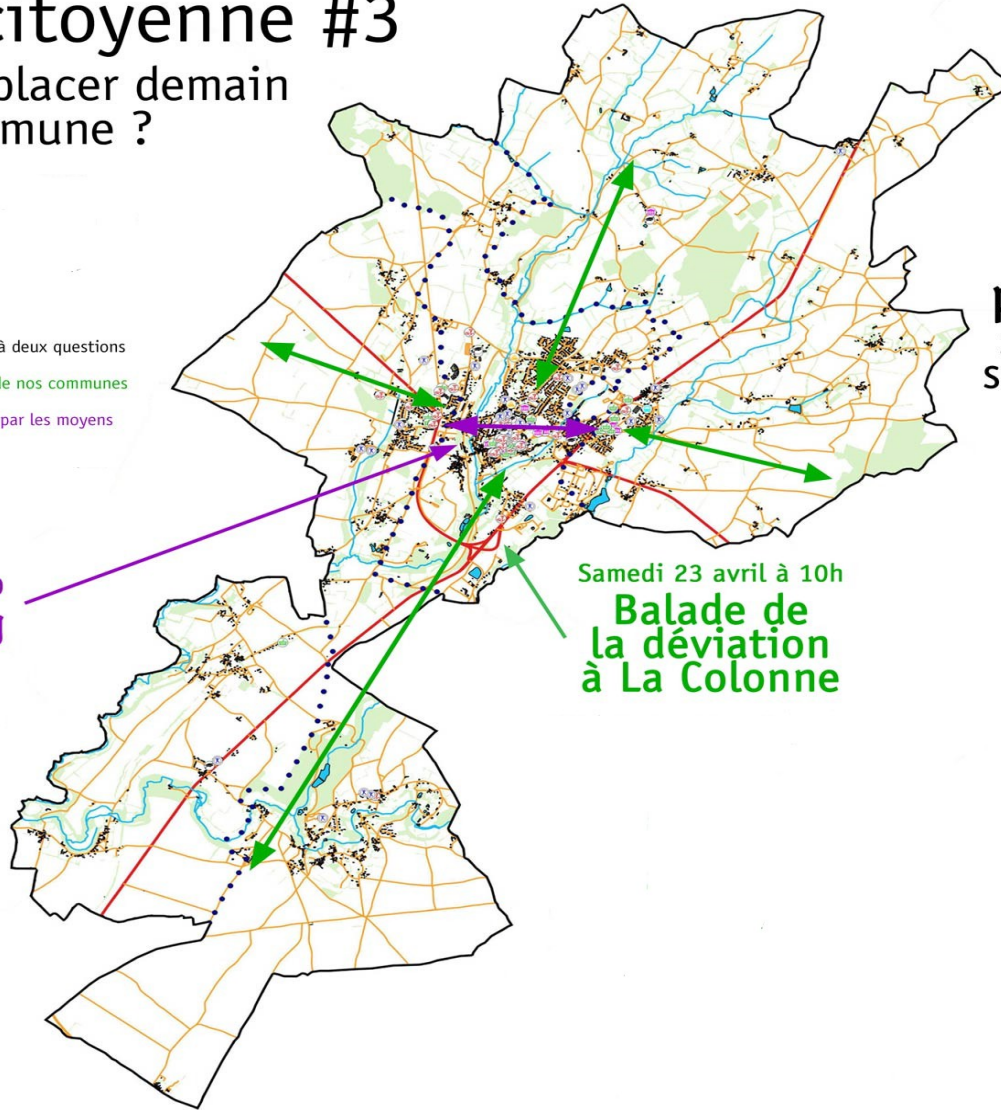 citoyenne #3
placer demain
mune ?
à deux questions
de nos communes
par les moyens
s
Samedi 23 avril à 10h
Balade de
la déviation
à La Colonne